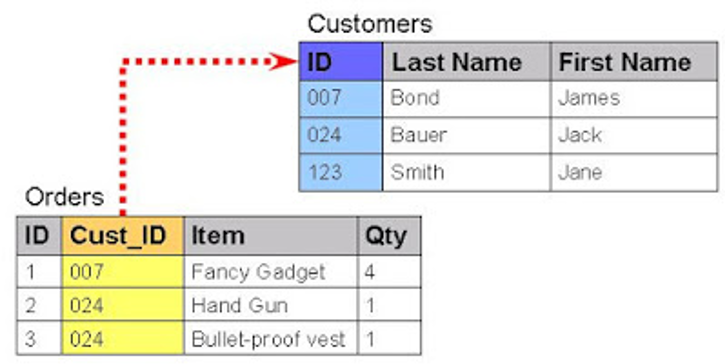 Customers
ID Last Name First Name
007 Bond James
024 Bauer Jack
123 Smith Jane
Orders
ID Cust_ID Item Qty
1 007 Fancy Gadget 4
2 024 Hand Gun 1
3 024 Bullet-proof vest 1